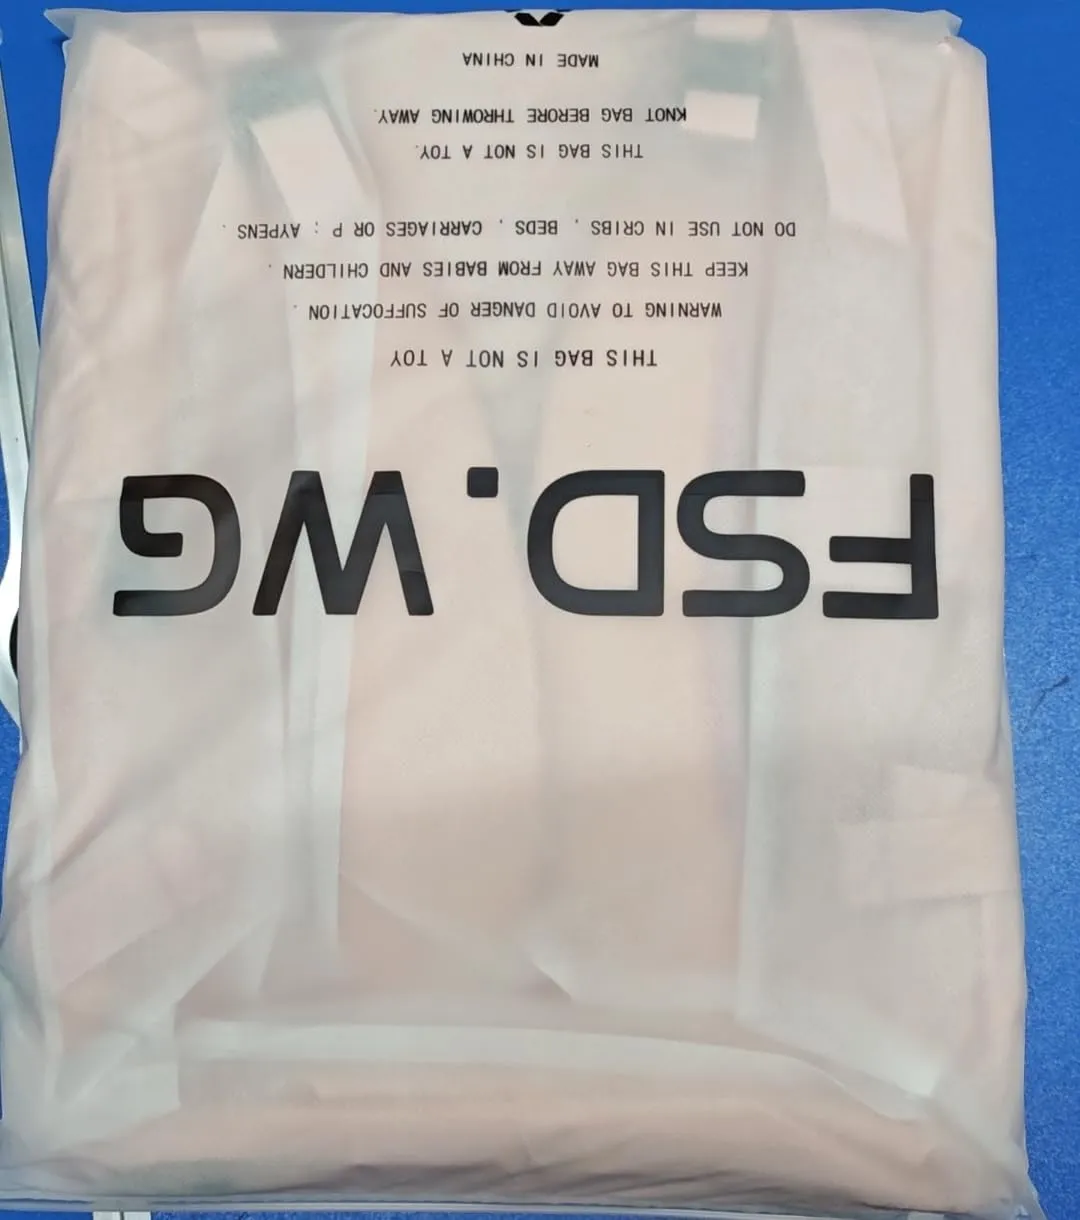 FSD.WG
THIS BAG IS NOT A TOY
WARNING TO AVOID DANGER OF SUFFOCATION .
KEEP THIS BAG AWAY FROM BABIES AND CHILDERN .
DO NOT USE IN CRIBS , BEDS , CARRIAGES OR P : AYPENS .
THIS BAG IS NOT A TOY.
KNOT BAG BERORE THROWING AWAY.
MADE IN CHINA